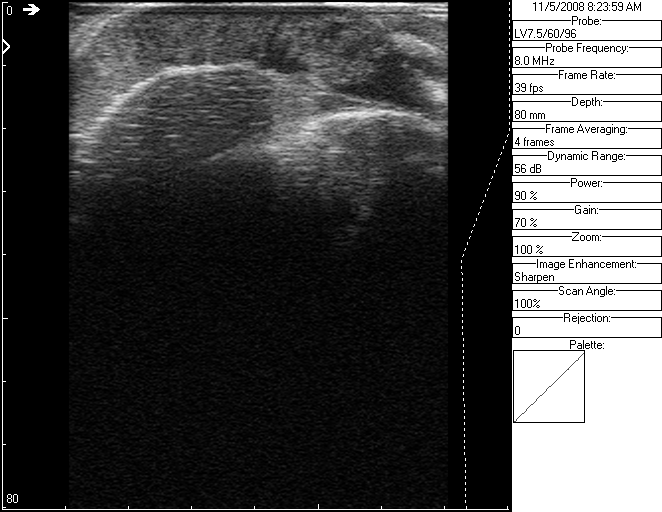 0
80
11/5/2008 8:23:59 AM
Probe:
LV7.5/60/96
Probe Frequency:
8.0 MHz
Frame Rate:
39 fps
Depth:
80 mm
Frame Averaging:
4 frames
Dynamic Range:
56 dB
Power:
90 %
Gain:
70 %
Zoom:
100 %
Image Enhancement:
Sharpen
Scan Angle:
100%
Rejection:
0
Palette: